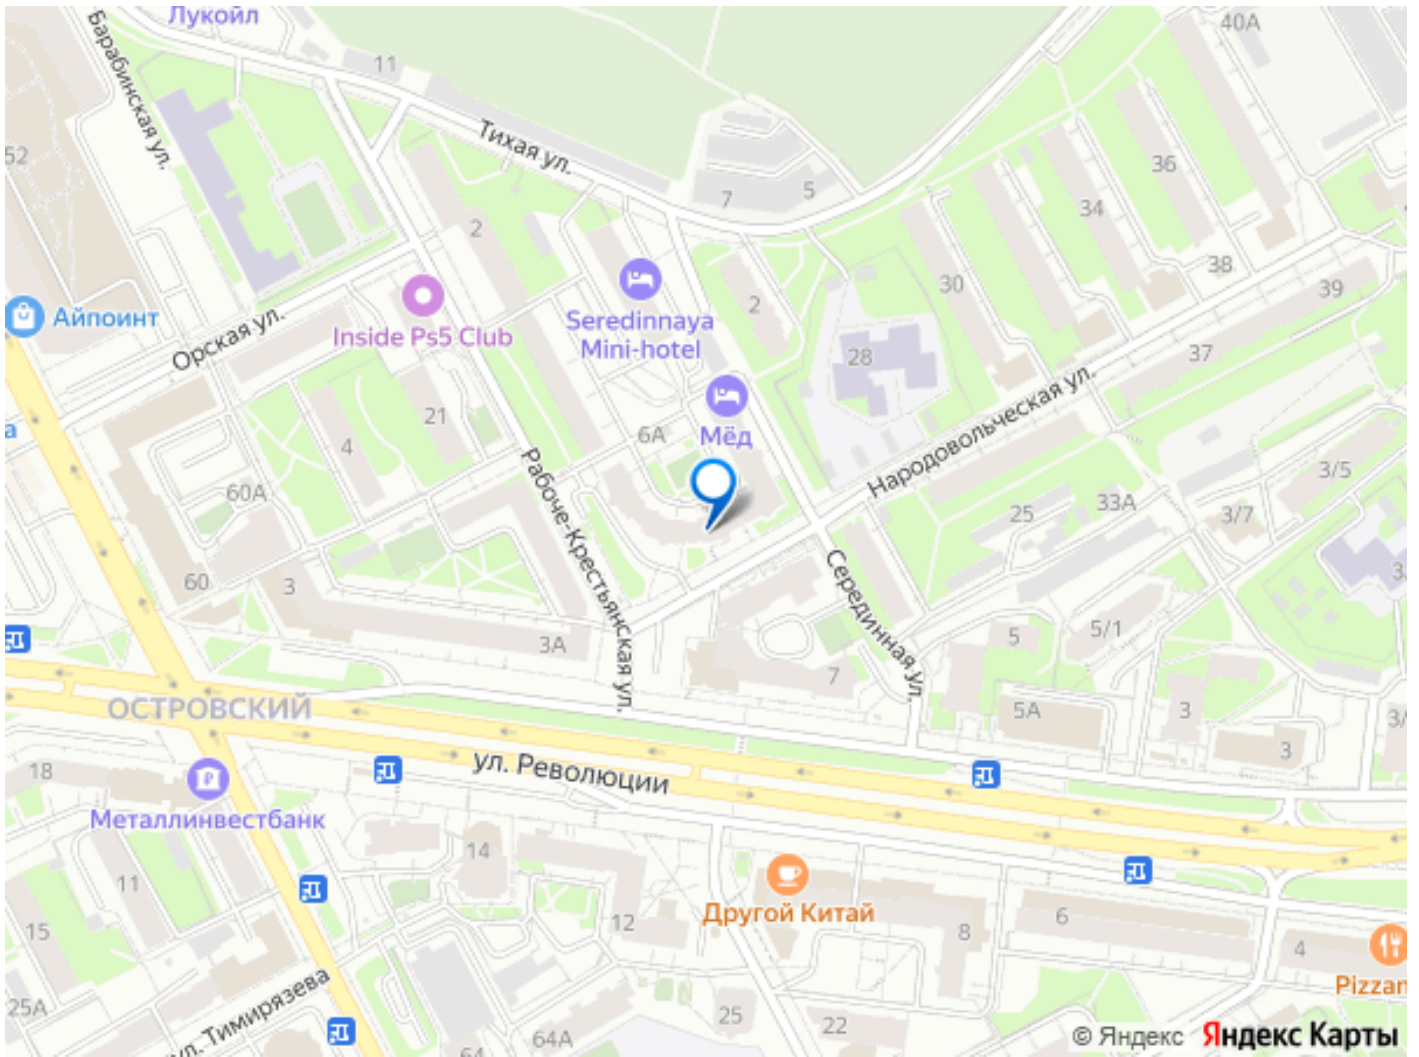 Лукойл
40А
Барабинская ул.
11
Тихая ул.
52
36
7
5
34
2
38
30
39
2
Айпоинт
Seredinnaya
Mini-hotel
Inside Ps5 Club
Орская ул.
28
37
Народовольческая ул.
21
6А
Мёд
4
Рабоче-Крестьянская ул.
60А
3/5
33А
25
3/7
60
3
Серединная ул.
3А
5
5/1
7
ОСТРОВСКИЙ
5А
3
3
ул. Революции
18
Металлинвестбанк
14
11
Другой Китай
12
15
8
6
4
25А
ул. Тимирязева
Pizzan
25
22
64А
64
© Яндекс Яндекс Карты